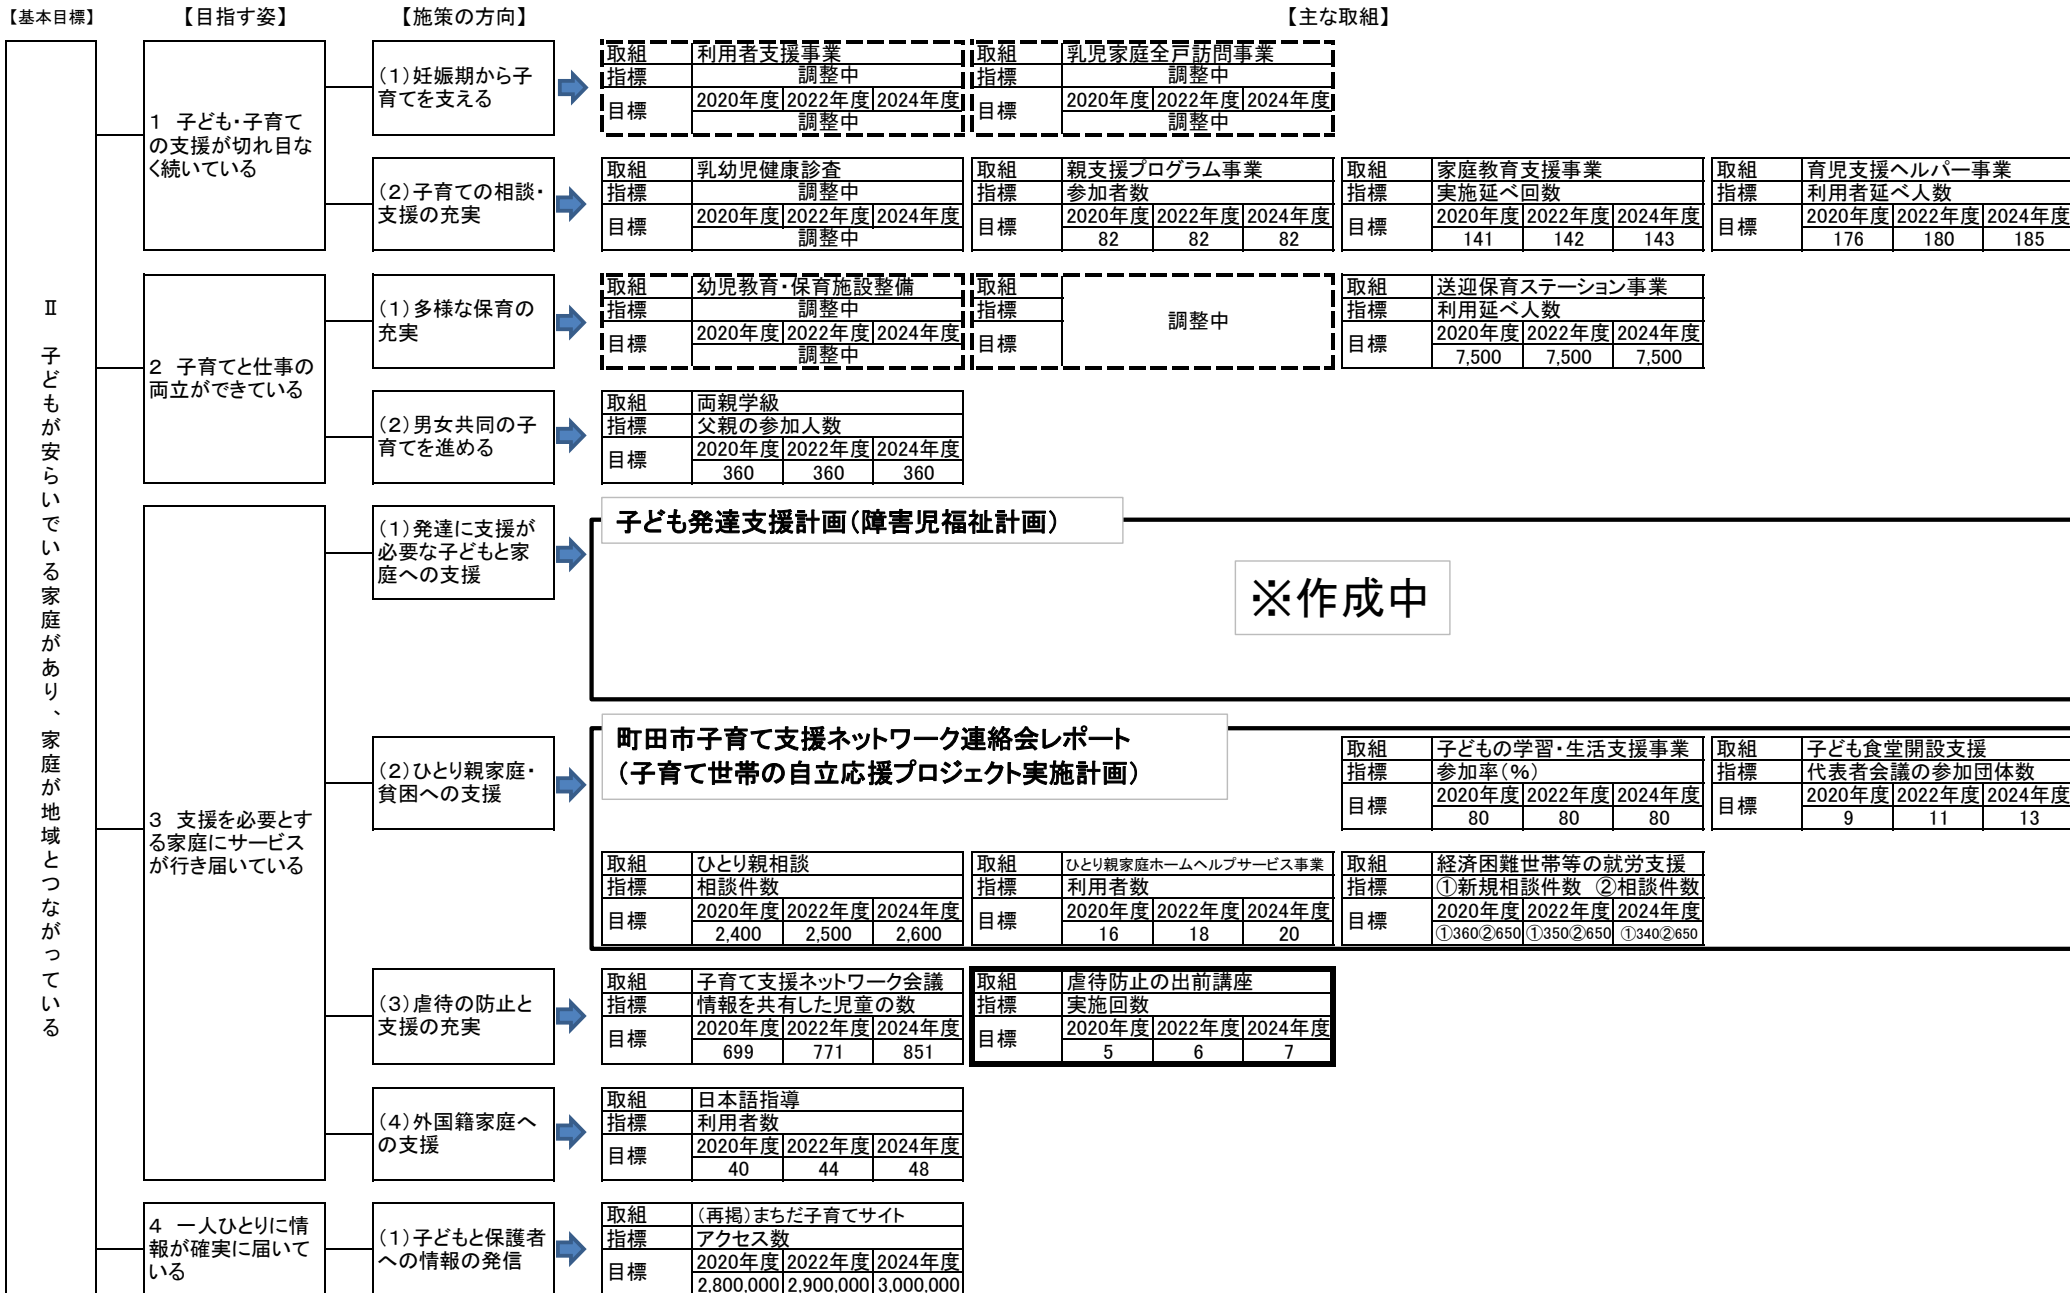 【基本目標】
【目指す姿】
【施策の方向】
【主な取組】
Ⅱ　子どもが安らいでいる家庭があり、家庭が地域とつながっている
1　子ども・子育て
の支援が切れ目な
く続いている
(1)妊娠期から子
育てを支える
取組 利用者支援事業
指標 調整中
目標 2020年度 2022年度 2024年度
調整中
取組 乳児家庭全戸訪問事業
指標 調整中
目標 2020年度 2022年度 2024年度
調整中
(2)子育ての相談・
支援の充実
取組 乳幼児健康診査
指標 調整中
目標 2020年度 2022年度 2024年度
調整中
取組 親支援プログラム事業
指標 参加者数
目標 2020年度 2022年度 2024年度
82 82 82
取組 家庭教育支援事業
指標 実施延べ回数
目標 2020年度 2022年度 2024年度
141 142 143
取組 育児支援ヘルパー事業
指標 利用者延べ人数
目標 2020年度 2022年度 2024年度
176 180 185
2　子育てと仕事の
両立ができている
(1)多様な保育の
充実
取組 幼児教育・保育施設整備
指標 調整中
目標 2020年度 2022年度 2024年度
調整中
取組
指標 調整中
目標
取組 送迎保育ステーション事業
指標 利用延べ人数
目標 2020年度 2022年度 2024年度
7,500 7,500 7,500
(2)男女共同の子
育てを進める
取組 両親学級
指標 父親の参加人数
目標 2020年度 2022年度 2024年度
360 360 360
3　支援を必要とす
る家庭にサービス
が行き届いている
(1)発達に支援が
必要な子どもと家
庭への支援
子ども発達支援計画(障害児福祉計画)
※作成中
(2)ひとり親家庭・
貧困への支援
町田市子育て支援ネットワーク連絡会レポート
(子育て世帯の自立応援プロジェクト実施計画)
取組 子どもの学習・生活支援事業
指標 参加率(%)
目標 2020年度 2022年度 2024年度
80 80 80
取組 子ども食堂開設支援
指標 代表者会議の参加団体数
目標 2020年度 2022年度 2024年度
9 11 13
取組 ひとり親相談
指標 相談件数
目標 2020年度 2022年度 2024年度
2,400 2,500 2,600
取組 ひとり親家庭ホームヘルプサービス事業
指標 利用者数
目標 2020年度 2022年度 2024年度
16 18 20
取組 経済困難世帯等の就労支援
指標 ①新規相談件数　②相談件数
目標 2020年度 2022年度 2024年度
①360②650 ①350②650 ①340②650
(3)虐待の防止と
支援の充実
取組 子育て支援ネットワーク会議
指標 情報を共有した児童の数
目標 2020年度 2022年度 2024年度
699 771 851
取組 虐待防止の出前講座
指標 実施回数
目標 2020年度 2022年度 2024年度
5 6 7
(4)外国籍家庭へ
の支援
取組 日本語指導
指標 利用者数
目標 2020年度 2022年度 2024年度
40 44 48
4　一人ひとりに情
報が確実に届いて
いる
(1)子どもと保護者
への情報の発信
取組 (再掲)まちだ子育てサイト
指標 アクセス数
目標 2020年度 2022年度 2024年度
2,800,000 2,900,000 3,000,000